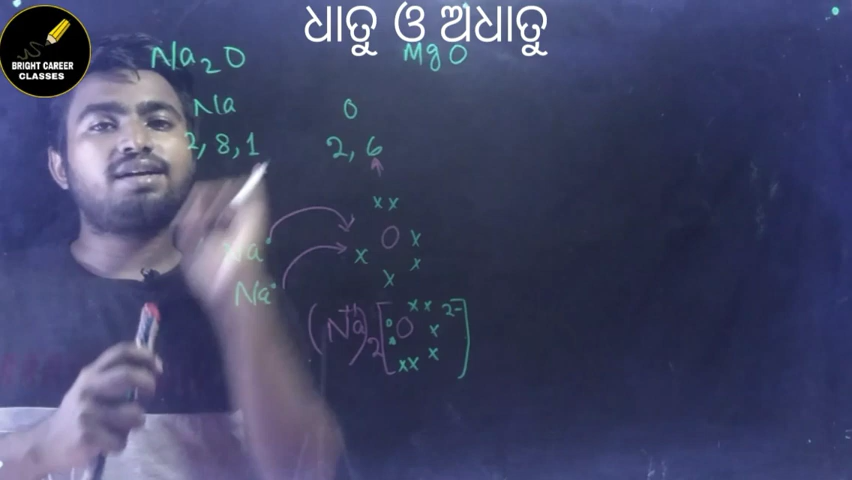 ଧାତୁ ଓ ଅଧାତୁ
BRIGHT CAREER
CLASSES
Na₂O MgO
Na O
2, 8, 1 2, 6
xx
Na• O x
x x
Na• x
(Na⁺)₂ [O]²⁻
xx x x xx